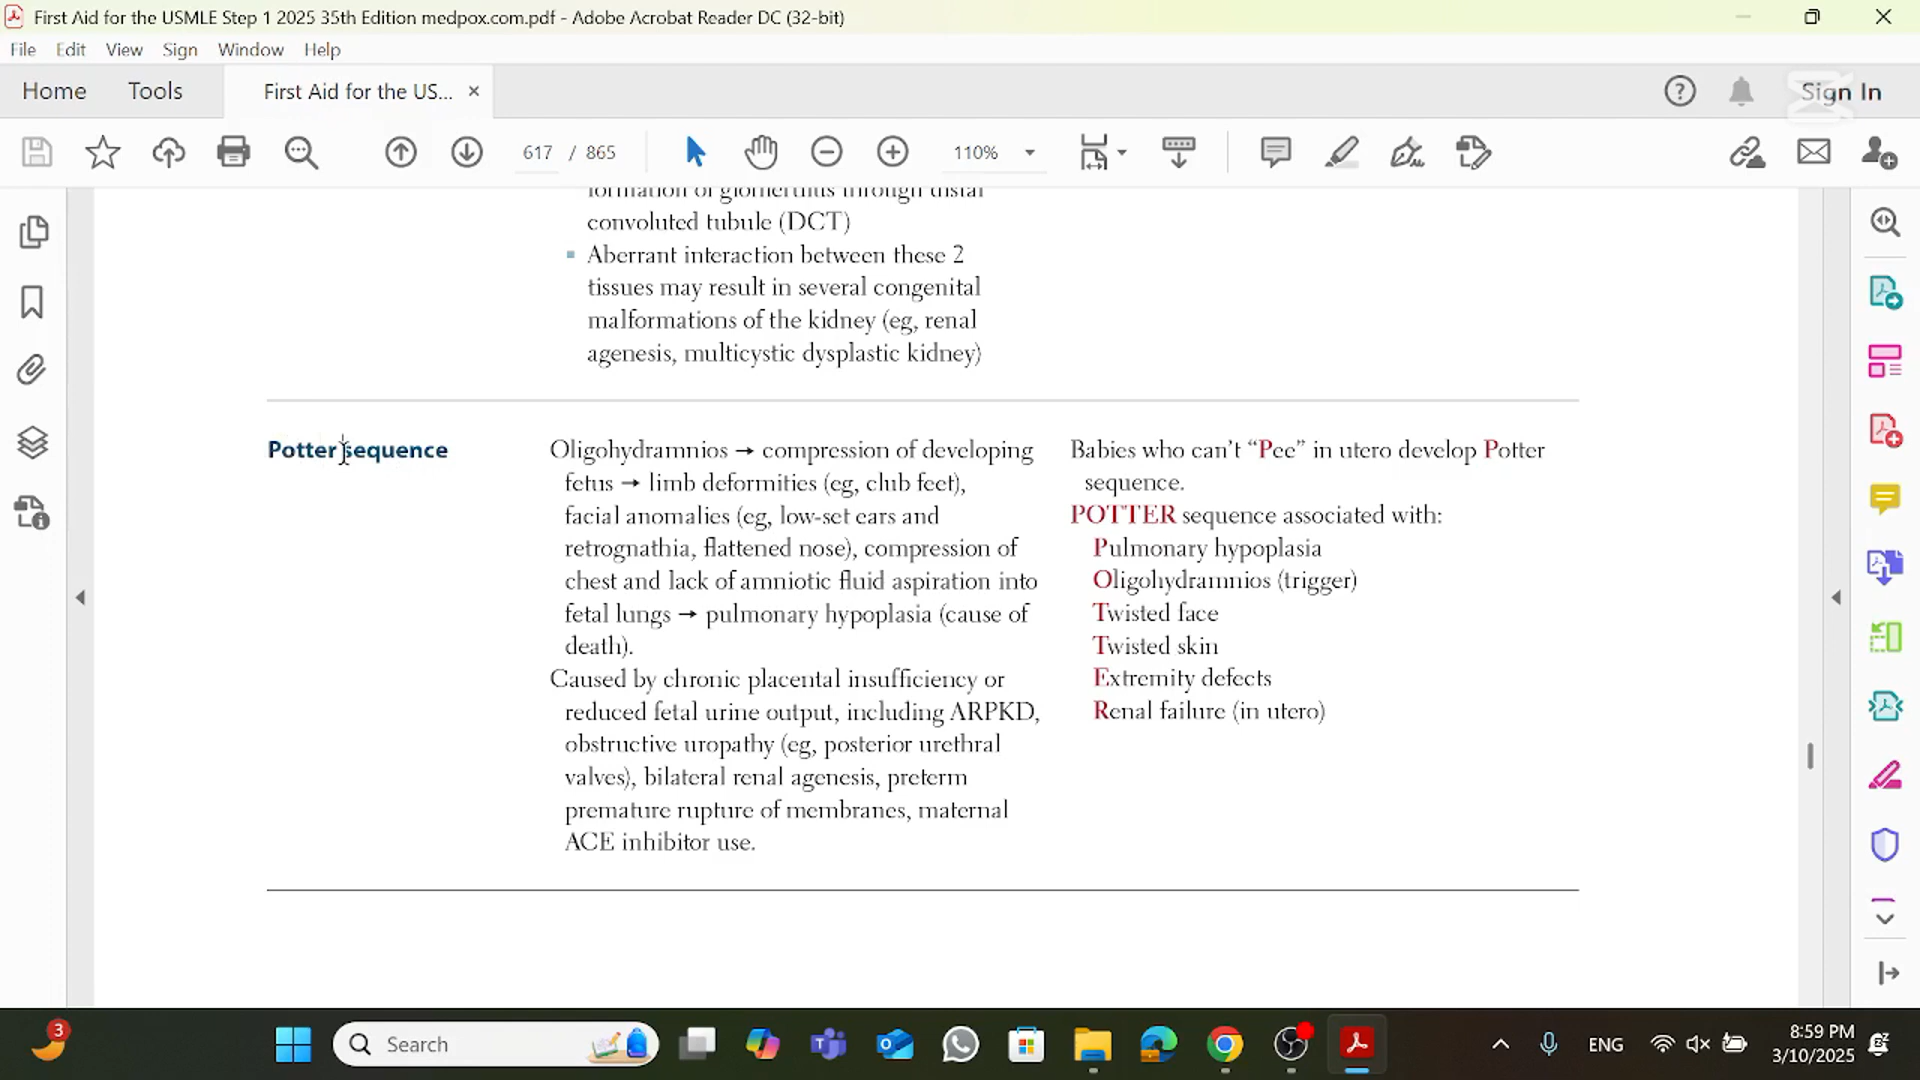 First Aid for the USMLE Step 1 2025 35th Edition medpox.com.pdf - Adobe Acrobat Reader DC (32-bit)
File Edit View Sign Window Help
Home Tools First Aid for the US... × Sign In
617 / 865 110%
formation of glomerulus through distal
convoluted tubule (DCT)
▪ Aberrant interaction between these 2
tissues may result in several congenital
malformations of the kidney (eg, renal
agenesis, multicystic dysplastic kidney)
Potter sequence
Oligohydramnios → compression of developing
fetus → limb deformities (eg, club feet),
facial anomalies (eg, low-set ears and
retrognathia, flattened nose), compression of
chest and lack of amniotic fluid aspiration into
fetal lungs → pulmonary hypoplasia (cause of
death).
Caused by chronic placental insufficiency or
reduced fetal urine output, including ARPKD,
obstructive uropathy (eg, posterior urethral
valves), bilateral renal agenesis, preterm
premature rupture of membranes, maternal
ACE inhibitor use.
Babies who can't “Pee” in utero develop Potter
sequence.
POTTER sequence associated with:
Pulmonary hypoplasia
Oligohydramnios (trigger)
Twisted face
Twisted skin
Extremity defects
Renal failure (in utero)
3
Search
ENG
8:59 PM
3/10/2025